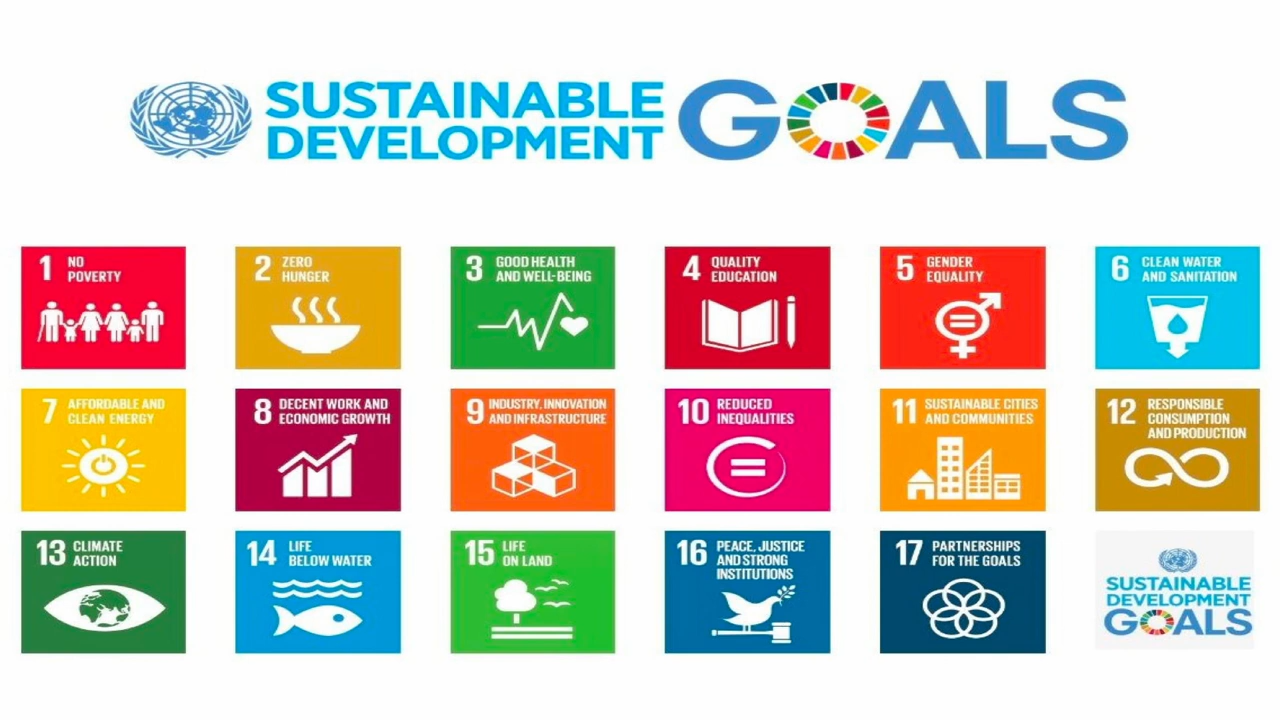 SUSTAINABLE
DEVELOPMENT
GOALS
1 NO
POVERTY
2 ZERO
HUNGER
3 GOOD HEALTH
AND WELL-BEING
4 QUALITY
EDUCATION
5 GENDER
EQUALITY
6 CLEAN WATER
AND SANITATION
7 AFFORDABLE AND
CLEAN ENERGY
8 DECENT WORK AND
ECONOMIC GROWTH
9 INDUSTRY, INNOVATION
AND INFRASTRUCTURE
10 REDUCED
INEQUALITIES
11 SUSTAINABLE CITIES
AND COMMUNITIES
12 RESPONSIBLE
CONSUMPTION
AND PRODUCTION
13 CLIMATE
ACTION
14 LIFE
BELOW WATER
15 LIFE
ON LAND
16 PEACE, JUSTICE
AND STRONG
INSTITUTIONS
17 PARTNERSHIPS
FOR THE GOALS
SUSTAINABLE
DEVELOPMENT
GOALS